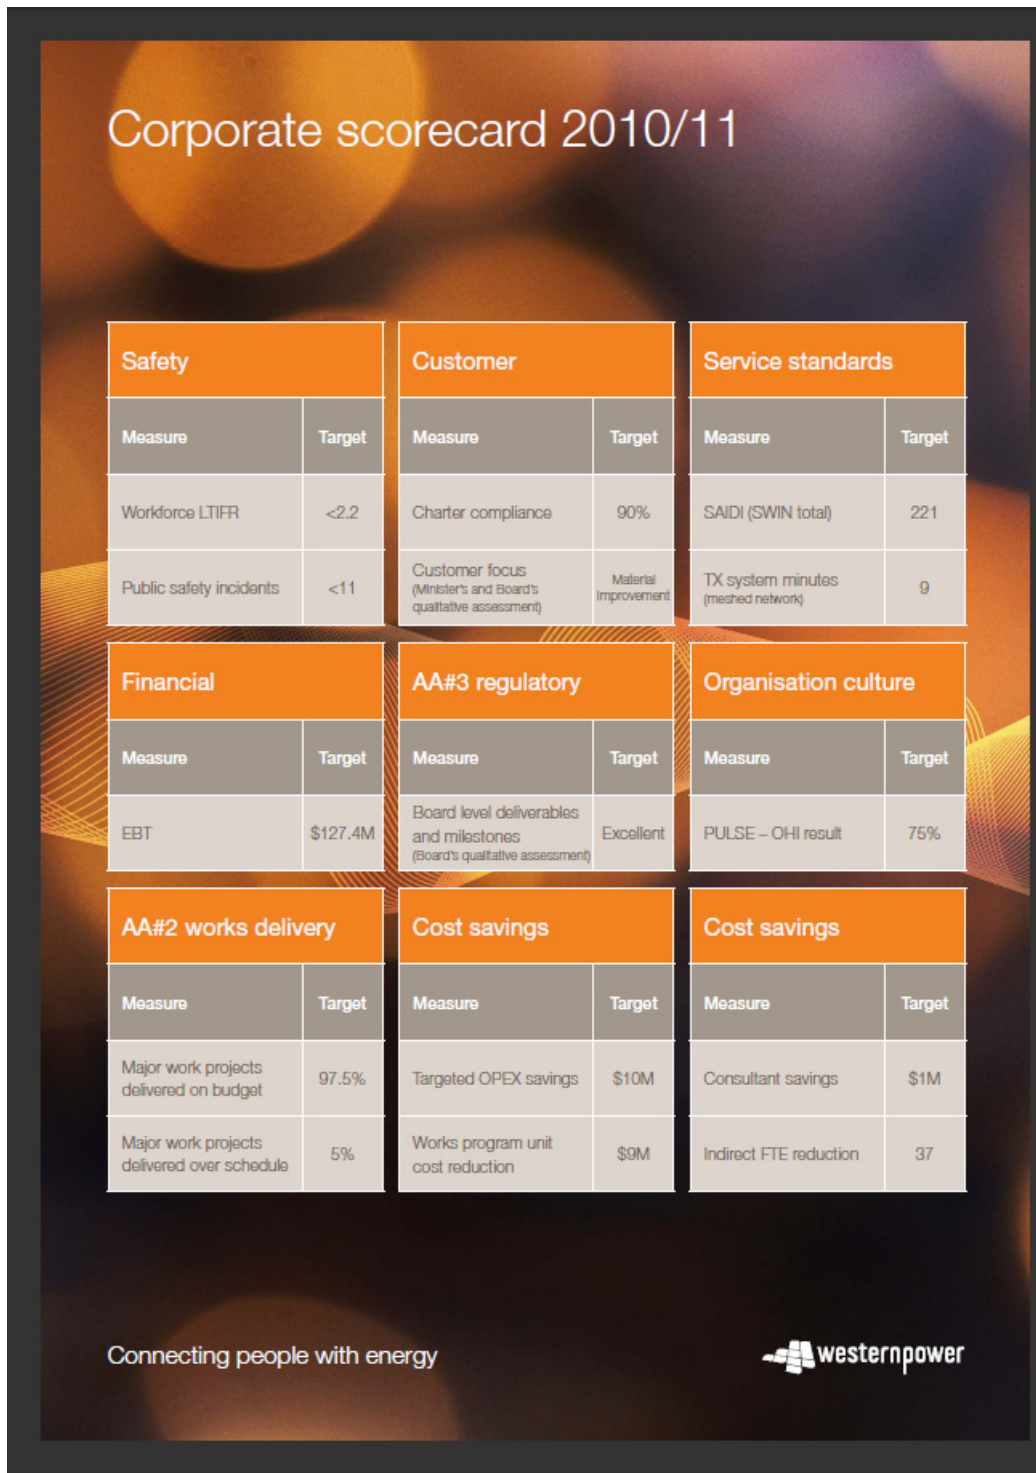 Corporate scorecard 2010/11
Safety
Measure Target
Workforce LTIFR <2.2
Public safety incidents <11
Customer
Measure Target
Charter compliance 90%
Customer focus
(Minister's and Board's
qualitative assessment)
Material
Improvement
Service standards
Measure Target
SAIDI (SWIN total) 221
TX system minutes
(meshed network)
9
Financial
Measure Target
EBT $127.4M
AA#3 regulatory
Measure Target
Board level deliverables
and milestones
(Board's qualitative assessment)
Excellent
Organisation culture
Measure Target
PULSE – OHI result 75%
AA#2 works delivery
Measure Target
Major work projects
delivered on budget
97.5%
Major work projects
delivered over schedule
5%
Cost savings
Measure Target
Targeted OPEX savings $10M
Works program unit
cost reduction
$9M
Cost savings
Measure Target
Consultant savings $1M
Indirect FTE reduction 37
Connecting people with energy
westernpower